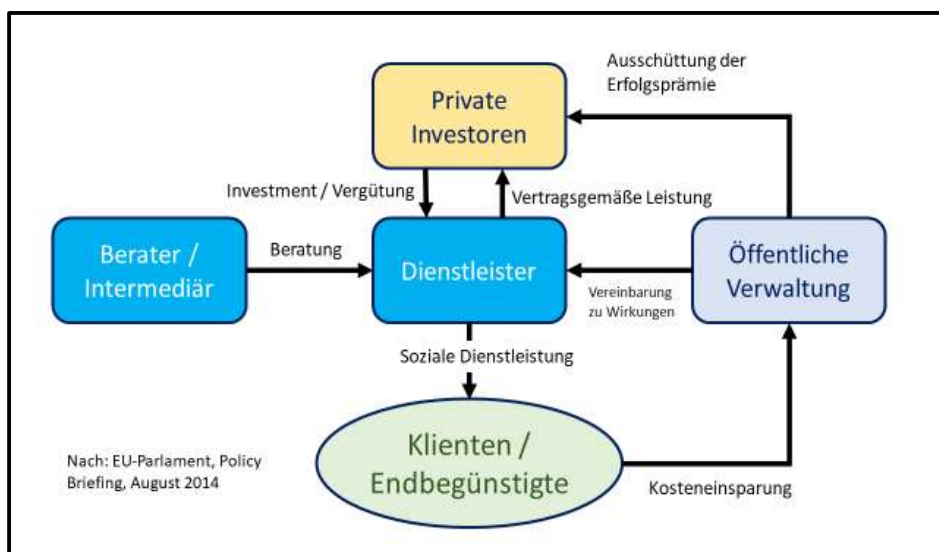 Ausschüttung der
Erfolgsprämie
Private
Investoren
Investment / Vergütung
Vertragsgemäße Leistung
Berater /
Intermediär
Beratung
Dienstleister
Öffentliche
Verwaltung
Vereinbarung
zu Wirkungen
Soziale Dienstleistung
Klienten /
Endbegünstigte
Nach: EU-Parlament, Policy
Briefing, August 2014
Kosteneinsparung